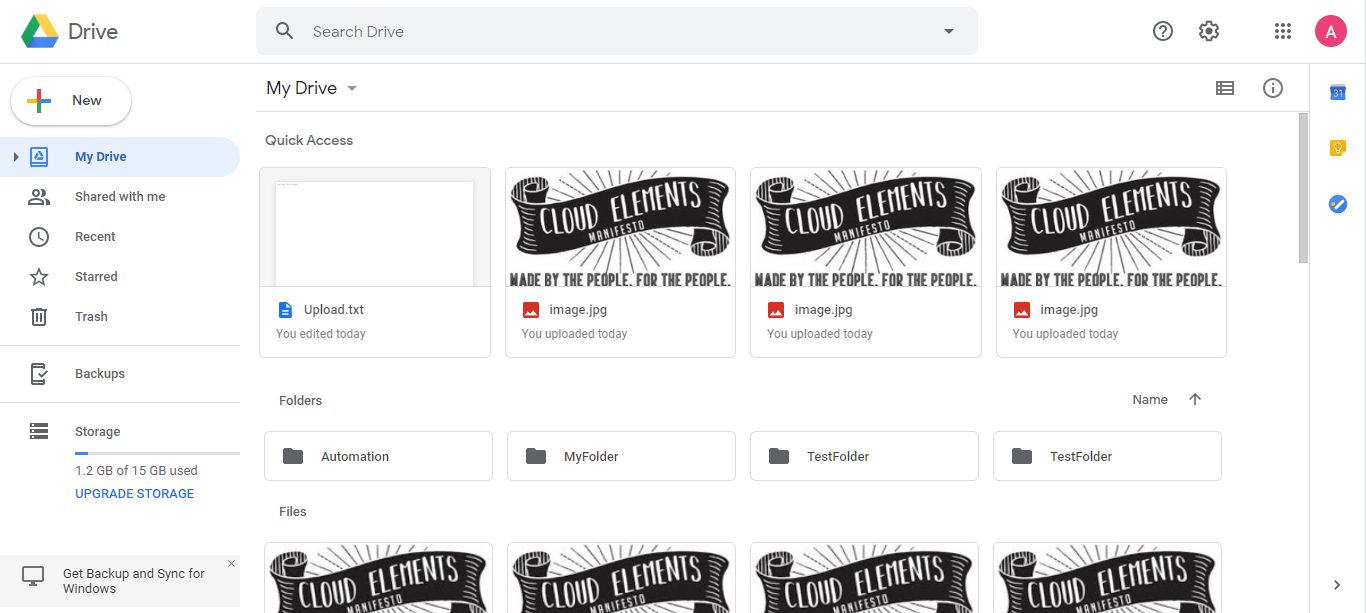 Drive
Search Drive
A
New
My Drive
31
Quick Access
My Drive
Shared with me
Recent
Starred
Trash
Backups
Storage
1.2 GB of 15 GB used
UPGRADE STORAGE
Get Backup and Sync for
Windows
CLOUD ELEMENTS
MANIFESTO
MADE BY THE PEOPLE. FOR THE PEOPLE.
CLOUD ELEMENTS
MANIFESTO
MADE BY THE PEOPLE. FOR THE PEOPLE.
CLOUD ELEMENTS
MANIFESTO
MADE BY THE PEOPLE. FOR THE PEOPLE.
Upload.txt
You edited today
image.jpg
You uploaded today
image.jpg
You uploaded today
image.jpg
You uploaded today
Folders
Name
Automation
MyFolder
TestFolder
TestFolder
Files
CLOUD ELEMENTS
MANIFESTO
CLOUD ELEMENTS
MANIFESTO
CLOUD ELEMENTS
MANIFESTO
CLOUD ELEMENTS
MANIFESTO